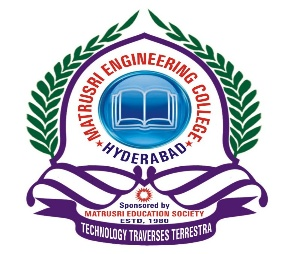 ★ MATRUSRI ENGINEERING COLLEGE ★
HYDERABAD
Sponsored by
MATRUSRI EDUCATION SOCIETY
ESTD. 1980
TECHNOLOGY TRAVERSES TERRESTRA